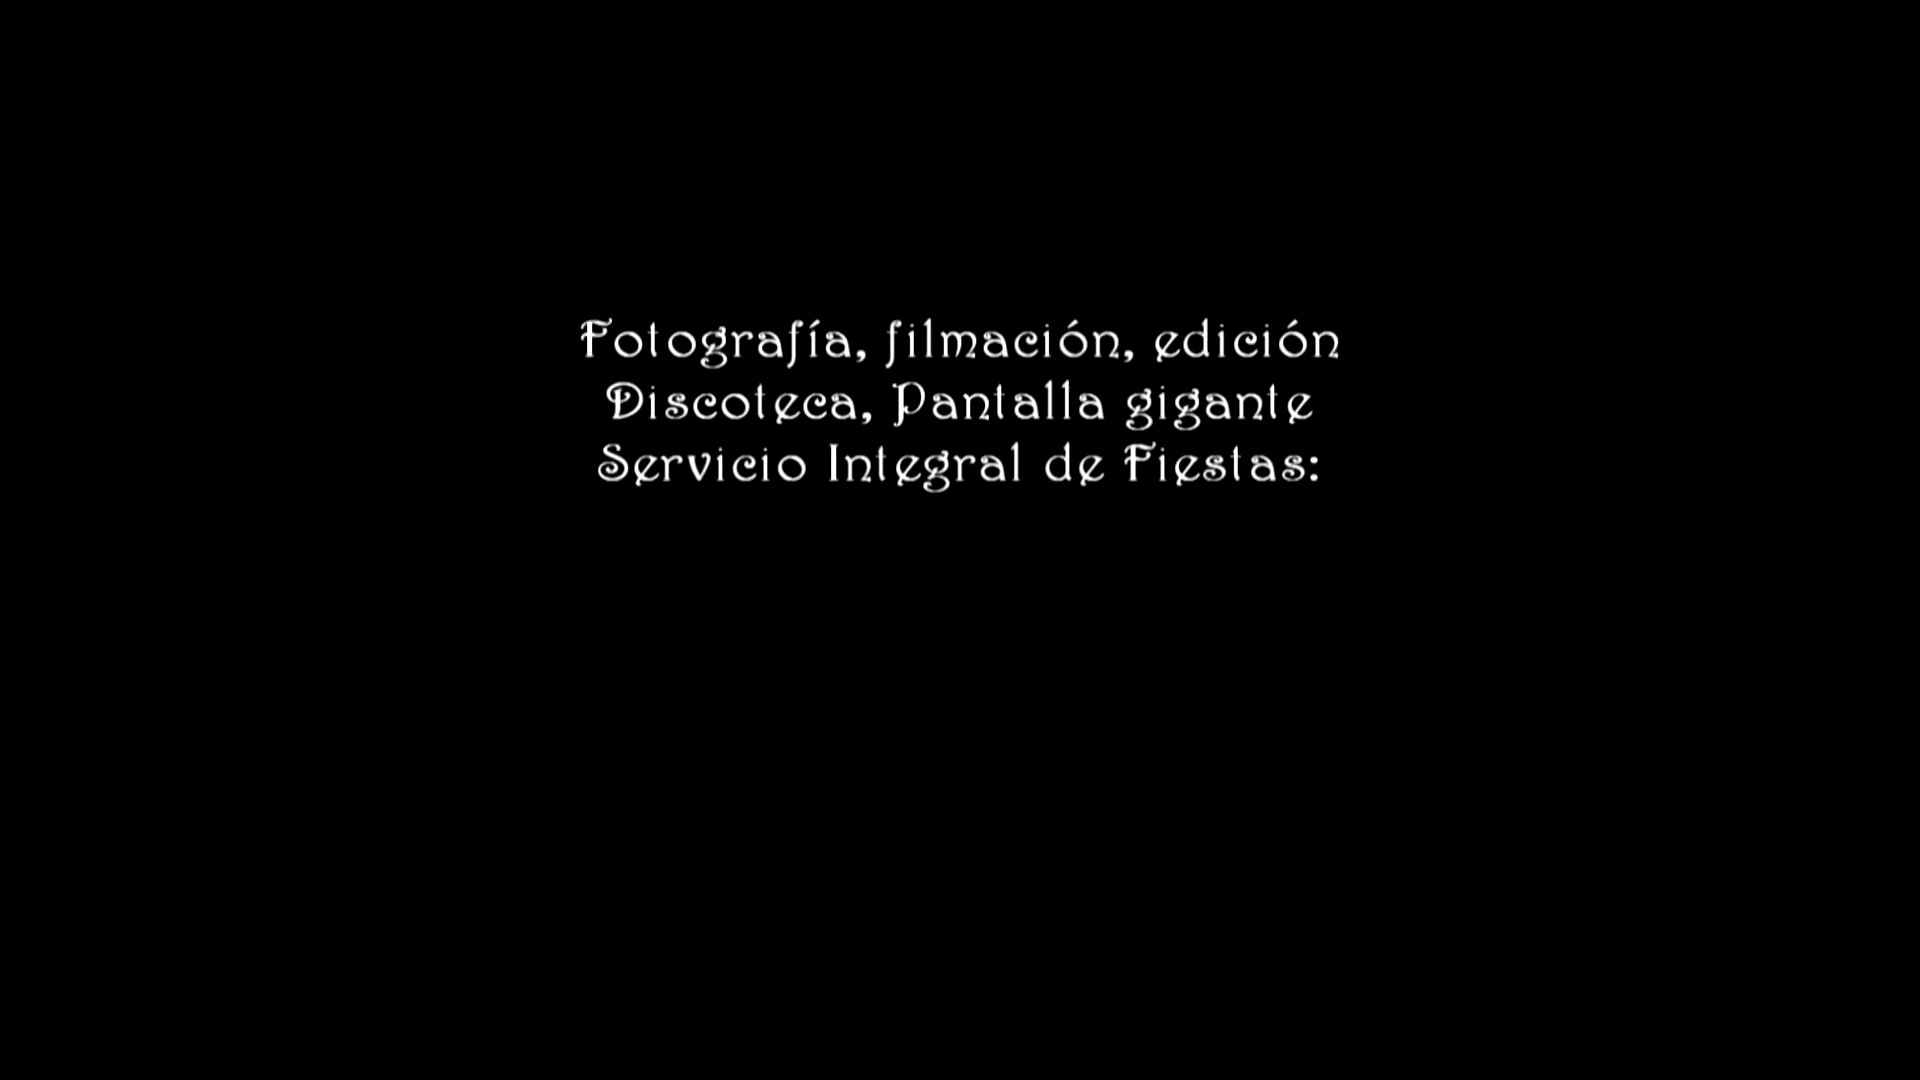 Fotografía, filmación, edición
Discoteca, Pantalla gigante
Servicio Integral de Fiestas: